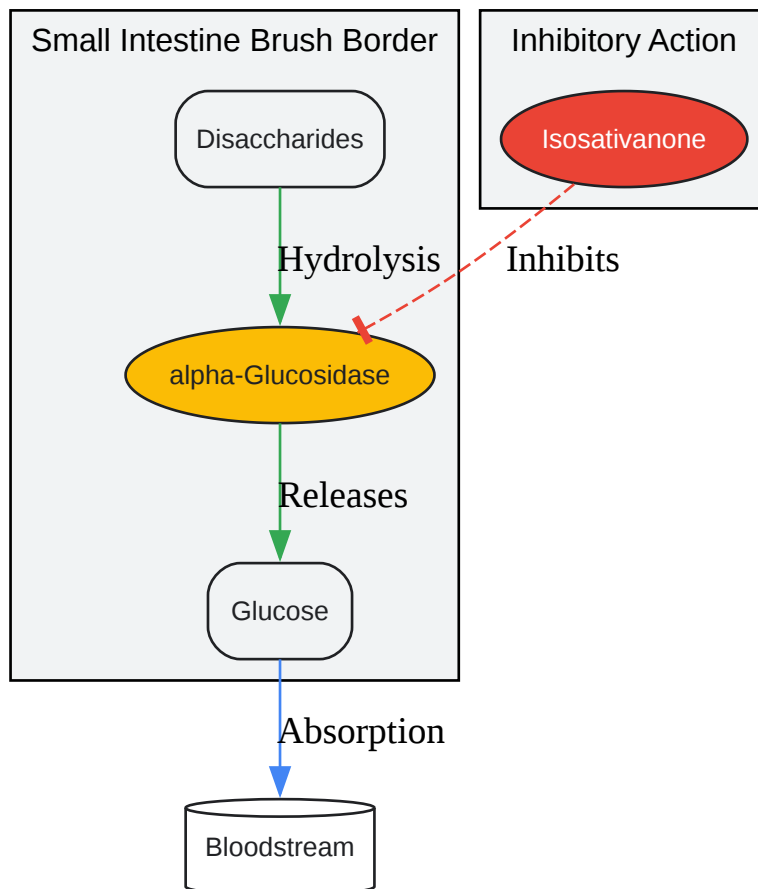 Small Intestine Brush Border
Inhibitory Action
Disaccharides
Isosativanone
Hydrolysis
Inhibits
alpha-Glucosidase
Releases
Glucose
Absorption
Bloodstream